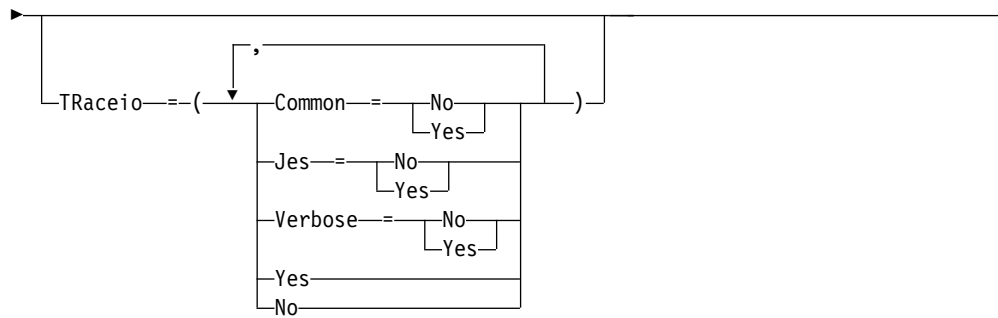 ,
TRaceio = ( Common = No )
Yes
Jes = No
Yes
Verbose = No
Yes
Yes
No